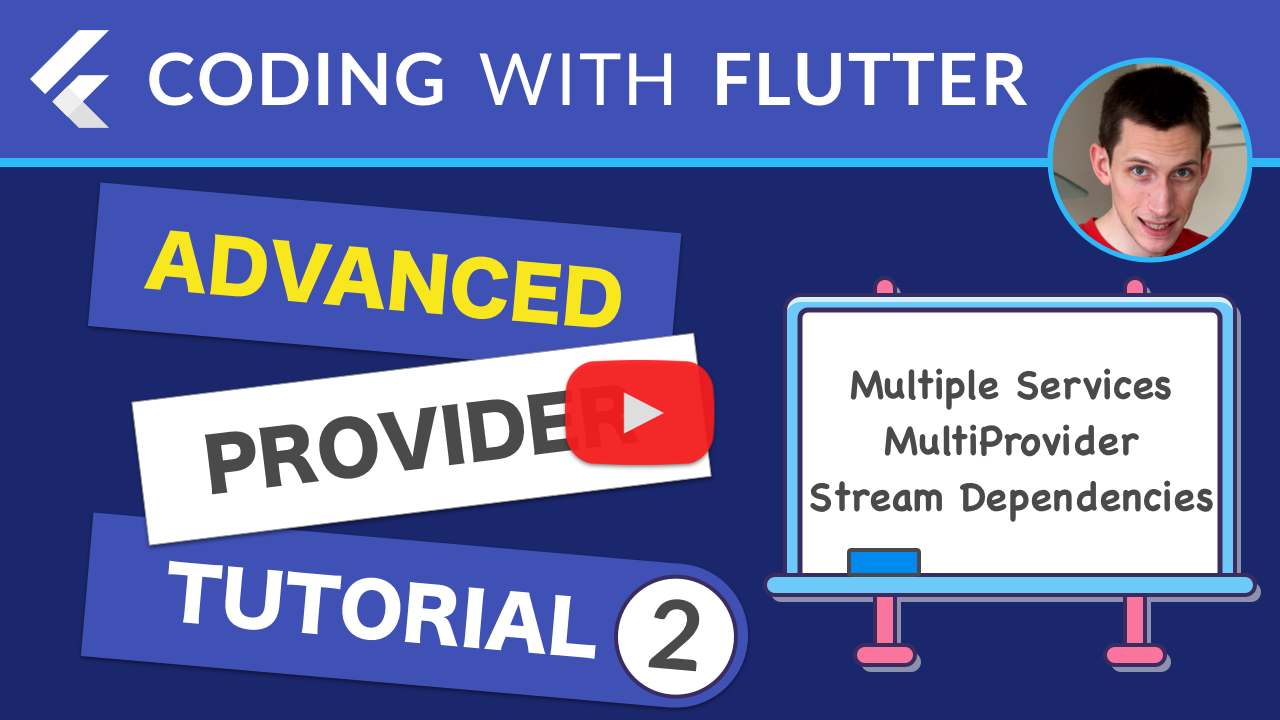 CODING WITH FLUTTER
ADVANCED
PROVIDER
TUTORIAL 2
Multiple Services
MultiProvider
Stream Dependencies